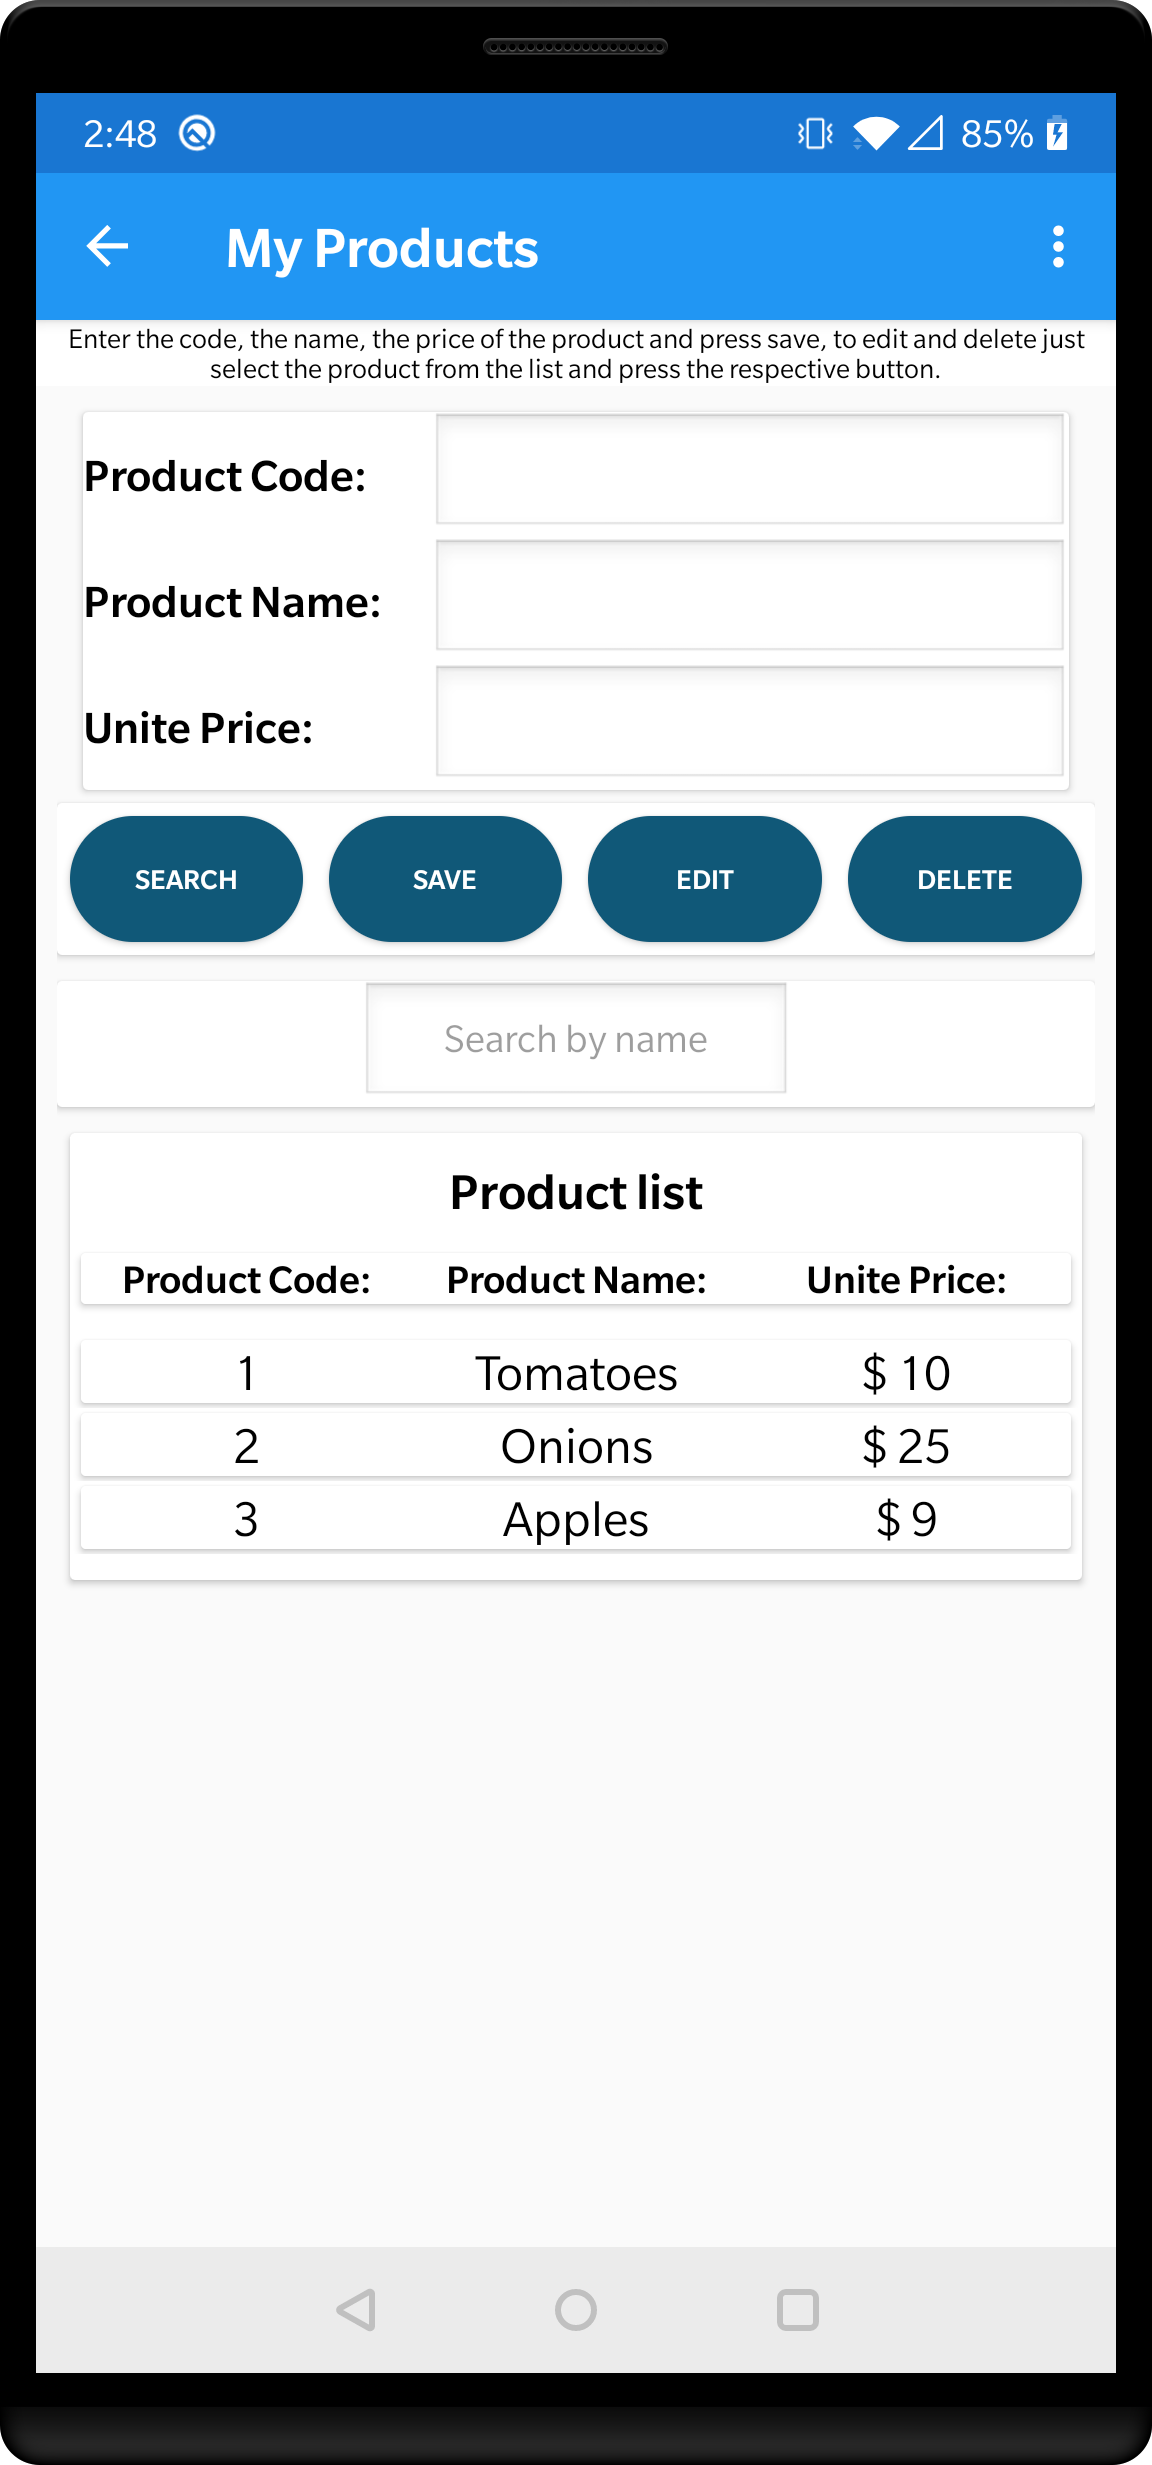 2:48 85%
My Products
Enter the code, the name, the price of the product and press save, to edit and delete just
select the product from the list and press the respective button.
Product Code:
Product Name:
Unite Price:
SEARCH SAVE EDIT DELETE
Search by name
Product list
Product Code: Product Name: Unite Price:
1 Tomatoes $ 10
2 Onions $ 25
3 Apples $ 9